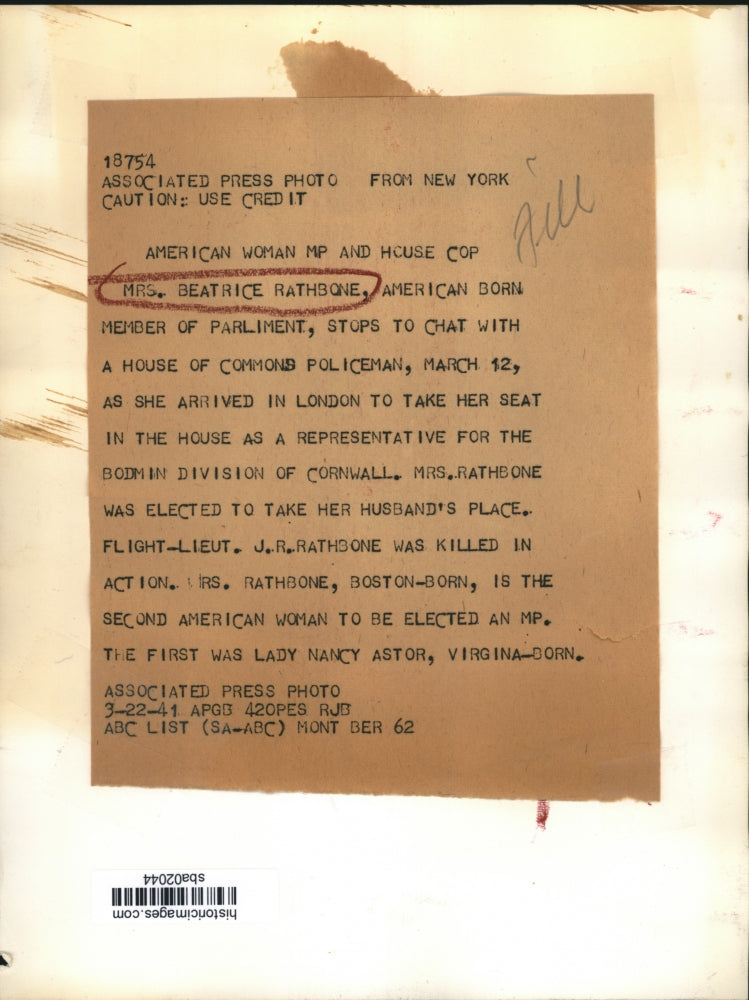 18754
ASSOCIATED PRESS PHOTO FROM NEW YORK
CAUTION: USE CREDIT
AMERICAN WOMAN MP AND HOUSE COP
MRS. BEATRICE RATHBONE, AMERICAN BORN
MEMBER OF PARLIMENT, STOPS TO CHAT WITH
A HOUSE OF COMMONS POLICEMAN, MARCH 12,
AS SHE ARRIVED IN LONDON TO TAKE HER SEAT
IN THE HOUSE AS A REPRESENTATIVE FOR THE
BODMIN DIVISION OF CORNWALL. MRS. RATHBONE
WAS ELECTED TO TAKE HER HUSBAND'S PLACE.
FLIGHT-LIEUT. J.R. RATHBONE WAS KILLED IN
ACTION. MRS. RATHBONE, BOSTON-BORN, IS THE
SECOND AMERICAN WOMAN TO BE ELECTED AN MP.
THE FIRST WAS LADY NANCY ASTOR, VIRGINA-BORN.
ASSOCIATED PRESS PHOTO
3-22-41 APGB 420PES RJB
ABC LIST (SA-ABC) MONT BER 62
historicimages.com
sba02044